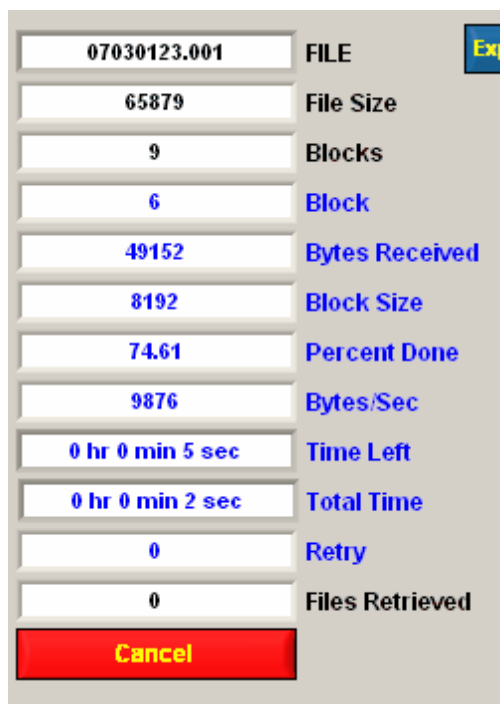 07030123.001 FILE Exp
65879 File Size
9 Blocks
6 Block
49152 Bytes Received
8192 Block Size
74.61 Percent Done
9876 Bytes/Sec
0 hr 0 min 5 sec Time Left
0 hr 0 min 2 sec Total Time
0 Retry
0 Files Retrieved
Cancel